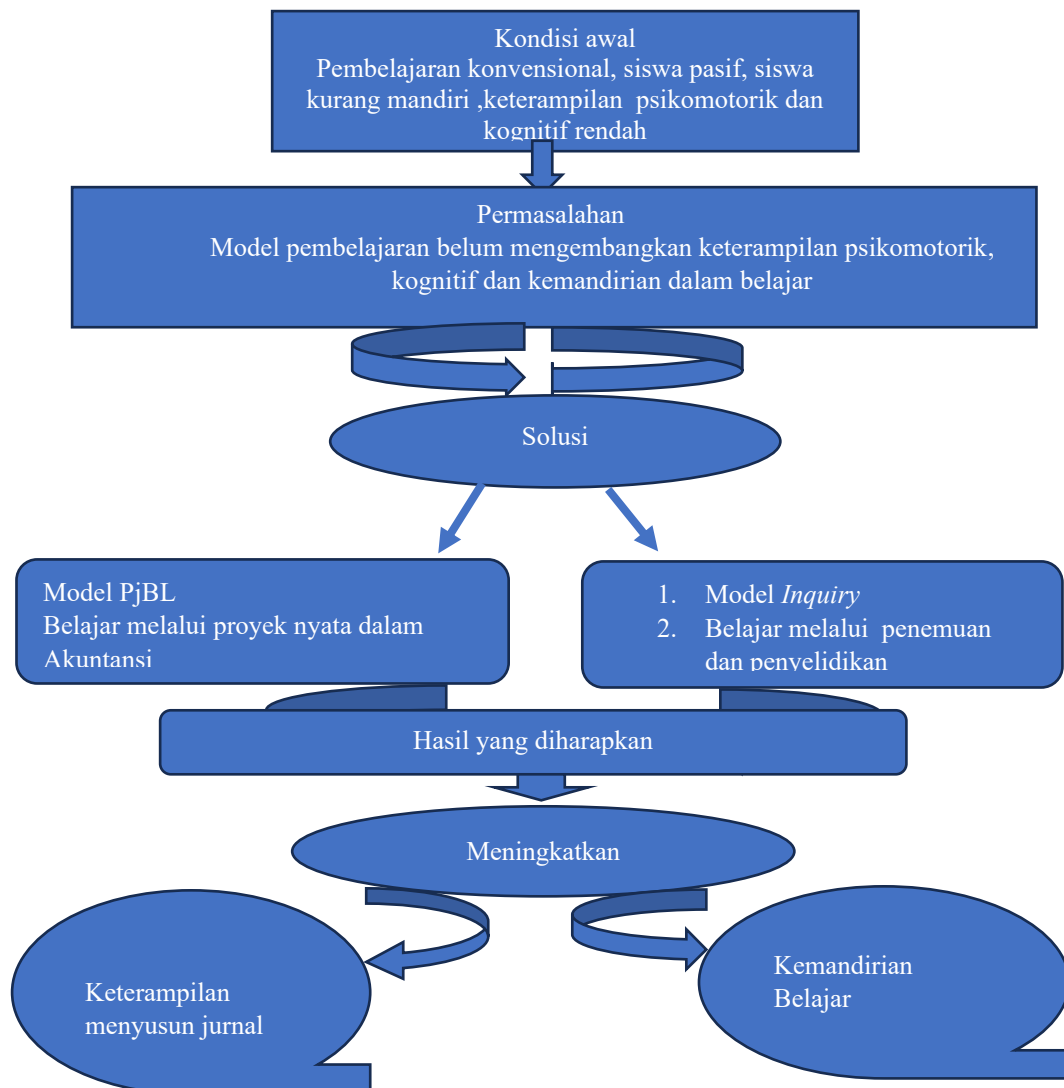 Kondisi awal
Pembelajaran konvensional, siswa pasif, siswa
kurang mandiri ,keterampilan psikomotorik dan
kognitif rendah
Permasalahan
Model pembelajaran belum mengembangkan keterampilan psikomotorik,
kognitif dan kemandirian dalam belajar
Solusi
Model PjBL
Belajar melalui proyek nyata dalam
Akuntansi
1. Model Inquiry
2. Belajar melalui penemuan
dan penyelidikan
Hasil yang diharapkan
Meningkatkan
Keterampilan
menyusun jurnal
Kemandirian
Belajar